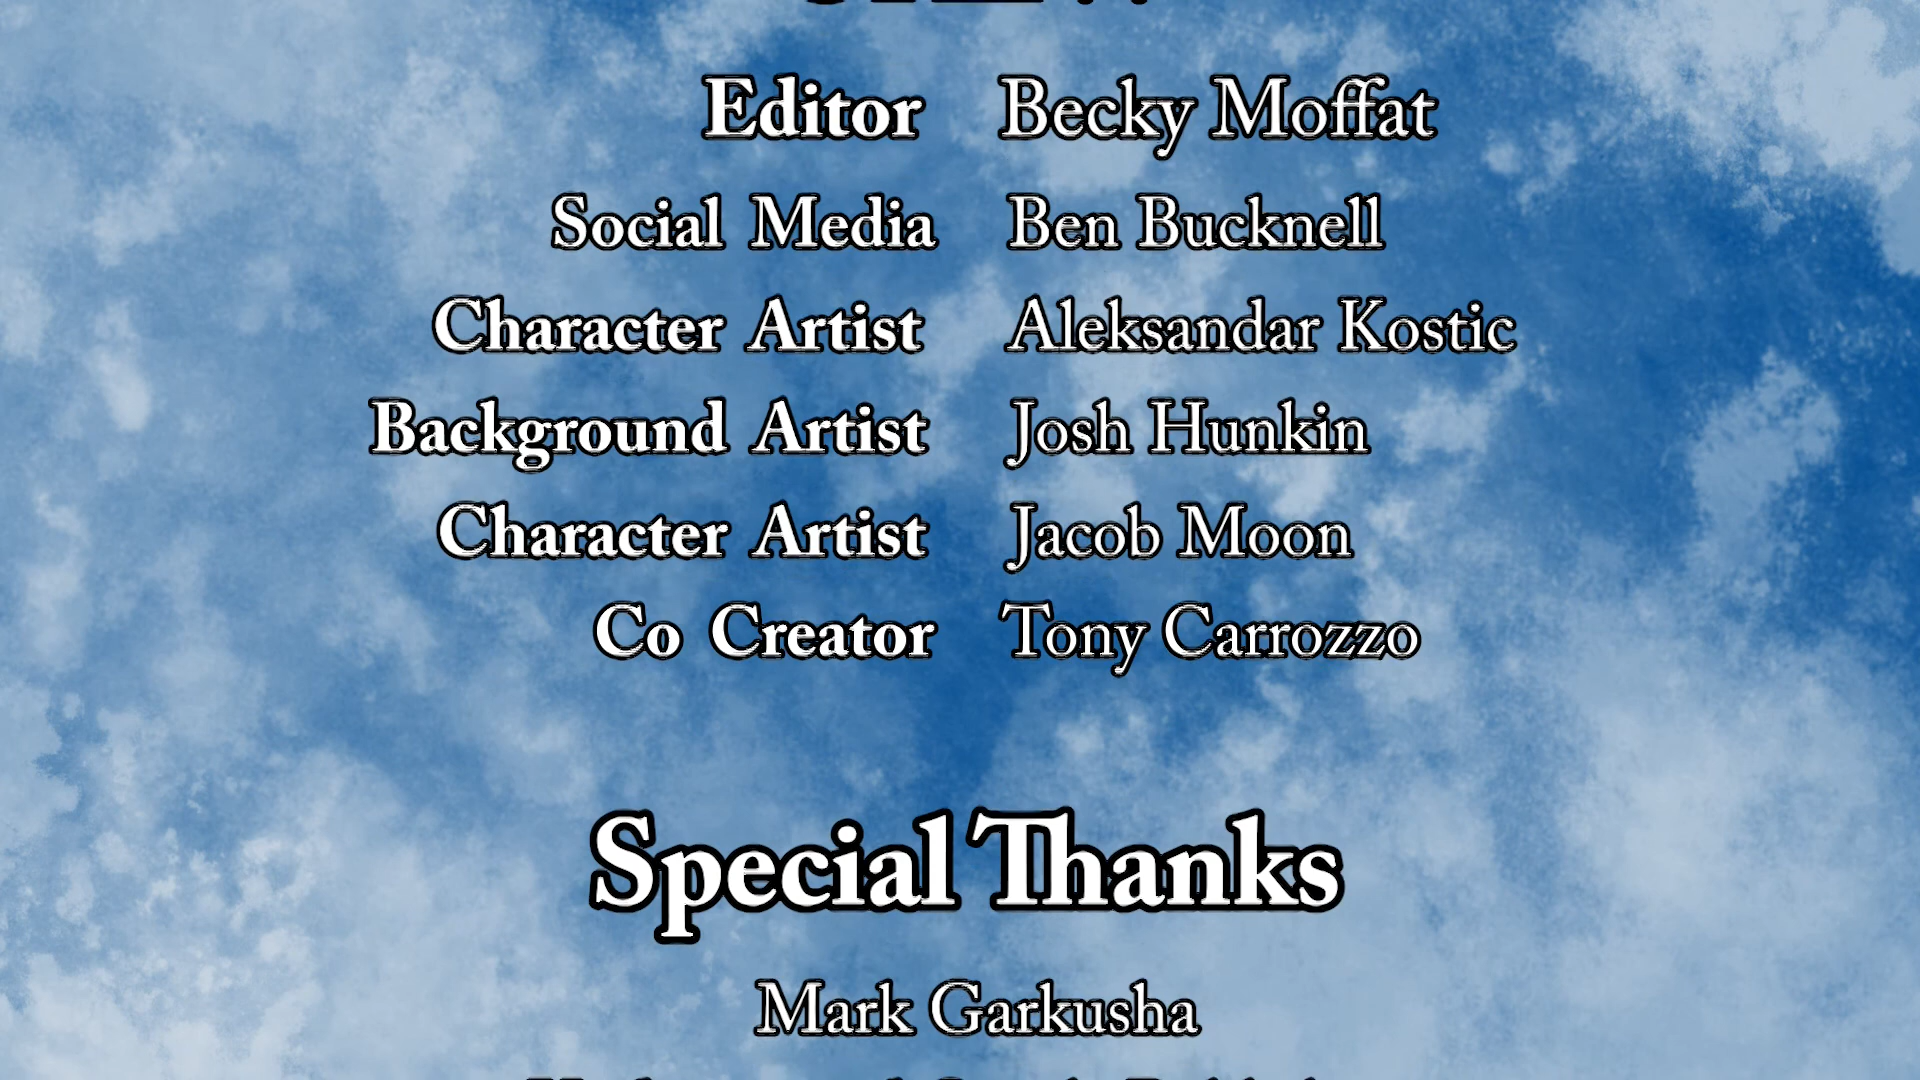 Editor Becky Moffat
Social Media Ben Bucknell
Character Artist Aleksandar Kostic
Background Artist Josh Hunkin
Character Artist Jacob Moon
Co Creator Tony Carrozzo
Special Thanks
Mark Garkusha